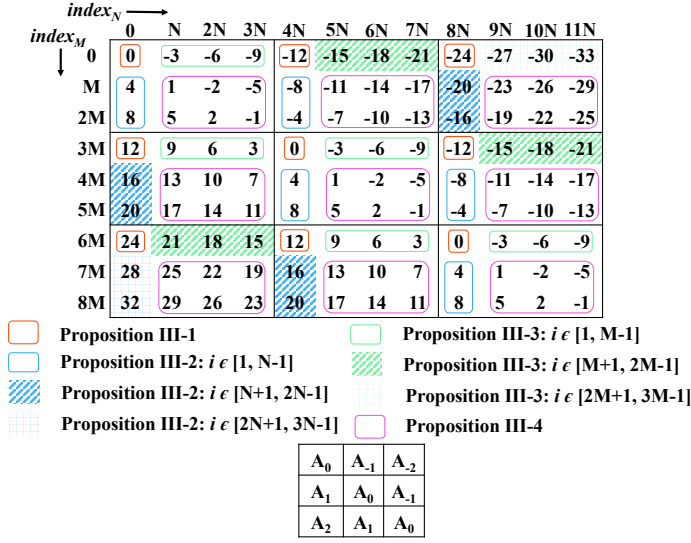 index_N
0 N 2N 3N 4N 5N 6N 7N 8N 9N 10N 11N
index_M
0 0 -3 -6 -9 -12 -15 -18 -21 -24 -27 -30 -33
M 4 1 -2 -5 -8 -11 -14 -17 -20 -23 -26 -29
2M 8 5 2 -1 -4 -7 -10 -13 -16 -19 -22 -25
3M 12 9 6 3 0 -3 -6 -9 -12 -15 -18 -21
4M 16 13 10 7 4 1 -2 -5 -8 -11 -14 -17
5M 20 17 14 11 8 5 2 -1 -4 -7 -10 -13
6M 24 21 18 15 12 9 6 3 0 -3 -6 -9
7M 28 25 22 19 16 13 10 7 4 1 -2 -5
8M 32 29 26 23 20 17 14 11 8 5 2 -1
Proposition III-1
Proposition III-3: i ϵ [1, M-1]
Proposition III-2: i ϵ [1, N-1]
Proposition III-3: i ϵ [M+1, 2M-1]
Proposition III-2: i ϵ [N+1, 2N-1]
Proposition III-3: i ϵ [2M+1, 3M-1]
Proposition III-2: i ϵ [2N+1, 3N-1]
Proposition III-4
A_0 A_-1 A_-2
A_1 A_0 A_-1
A_2 A_1 A_0